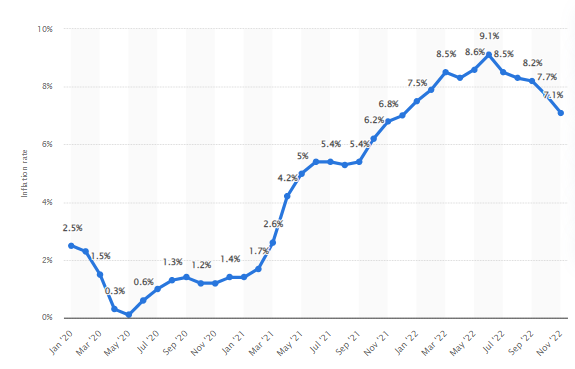 10%
8%
6%
4%
2%
0%
Inflation rate
2.5%
1.5%
0.3%
0.6%
1.3%
1.2%
1.4%
1.7%
2.6%
4.2%
5%
5.4%
5.4%
6.2%
6.8%
7.5%
8.5%
8.6%
9.1%
8.5%
8.2%
7.7%
7.1%
Jan '20
Mar '20
May '20
Jul '20
Sep '20
Nov '20
Jan '21
Mar '21
May '21
Jul '21
Sep '21
Nov '21
Jan '22
Mar '22
May '22
Jul '22
Sep '22
Nov '22